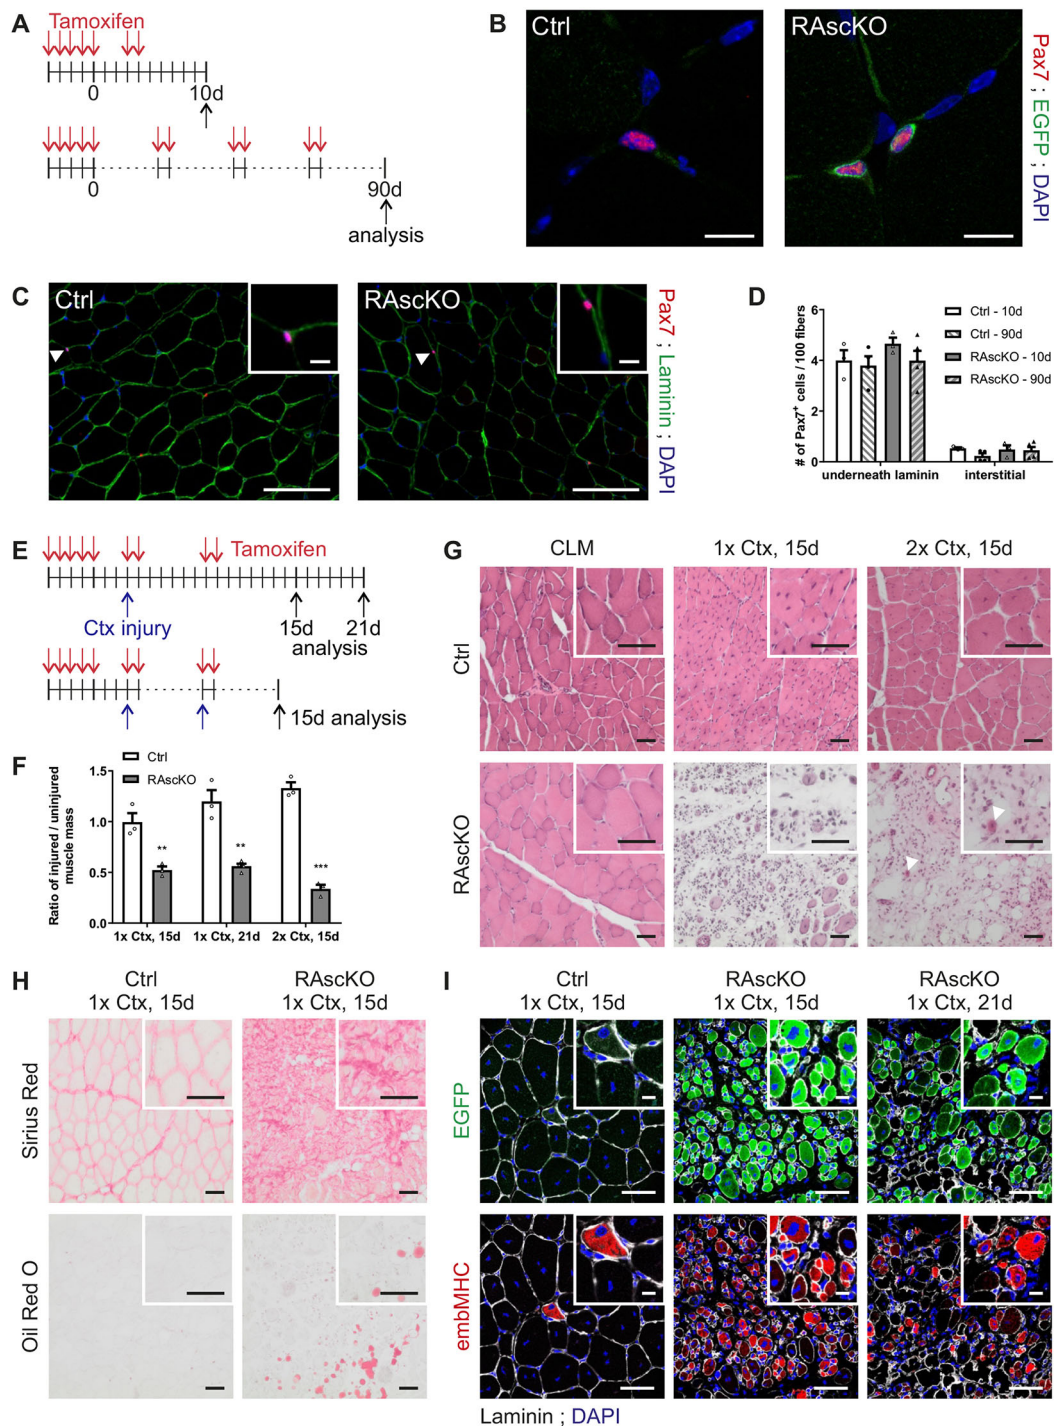 A
Tamoxifen
0
10d
0
90d
analysis
B
Ctrl
RAscKO
Pax7 ; EGFP ; DAPI
C
Ctrl
RAscKO
Pax7 ; Laminin ; DAPI
D
# of Pax7⁺ cells / 100 fibers
6
4
2
0
underneath laminin
interstitial
Ctrl - 10d
Ctrl - 90d
RAscKO - 10d
RAscKO - 90d
E
Tamoxifen
Ctx injury
15d
21d
analysis
15d analysis
F
Ctrl
RAscKO
Ratio of injured / uninjured
muscle mass
1.5
1.0
0.5
0.0
**
**
***
1x Ctx, 15d
1x Ctx, 21d
2x Ctx, 15d
G
CLM
1x Ctx, 15d
2x Ctx, 15d
Ctrl
RAscKO
H
Ctrl
1x Ctx, 15d
RAscKO
1x Ctx, 15d
Sirius Red
Oil Red O
I
Ctrl
1x Ctx, 15d
RAscKO
1x Ctx, 15d
RAscKO
1x Ctx, 21d
EGFP
embMHC
Laminin ; DAPI